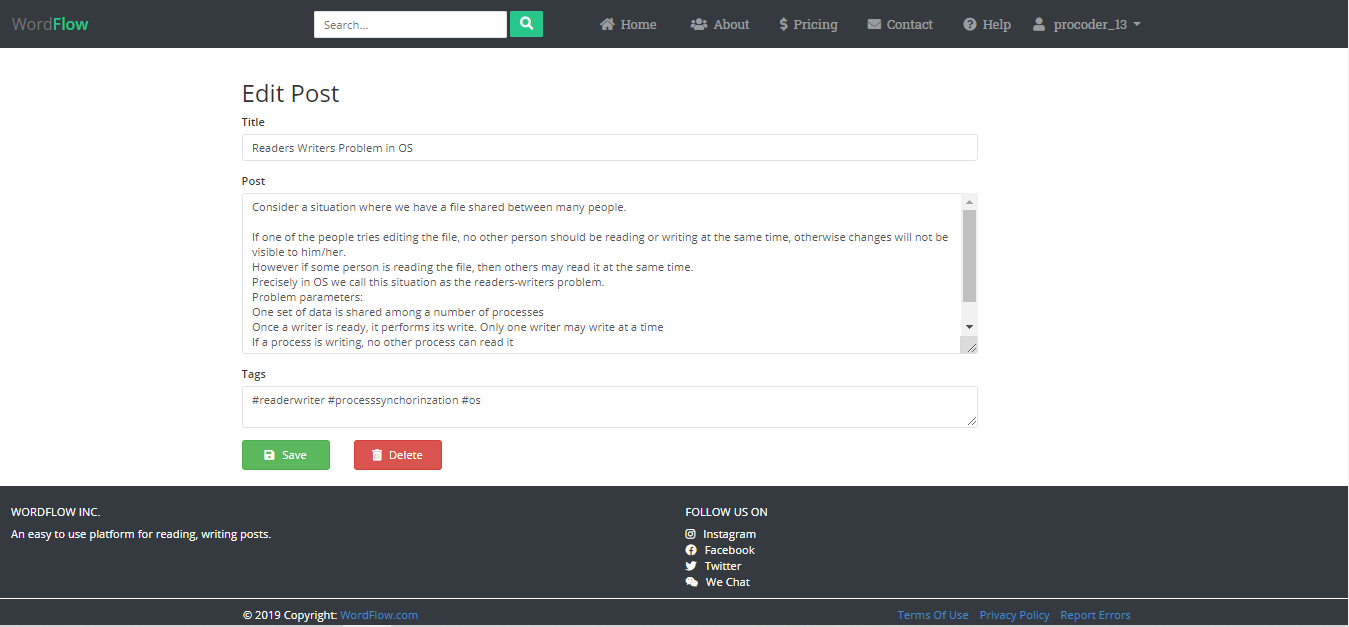 WordFlow
Search...
Home
About
$ Pricing
Contact
Help
procoder_13
Edit Post
Title
Readers Writers Problem in OS
Post
Consider a situation where we have a file shared between many people.
If one of the people tries editing the file, no other person should be reading or writing at the same time, otherwise changes will not be
visible to him/her.
However if some person is reading the file, then others may read it at the same time.
Precisely in OS we call this situation as the readers-writers problem.
Problem parameters:
One set of data is shared among a number of processes
Once a writer is ready, it performs its write. Only one writer may write at a time
If a process is writing, no other process can read it
Tags
#readerwriter #processsynchorinzation #os
Save
Delete
WORDFLOW INC.
An easy to use platform for reading, writing posts.
FOLLOW US ON
Instagram
Facebook
Twitter
We Chat
© 2019 Copyright: WordFlow.com
Terms Of Use
Privacy Policy
Report Errors